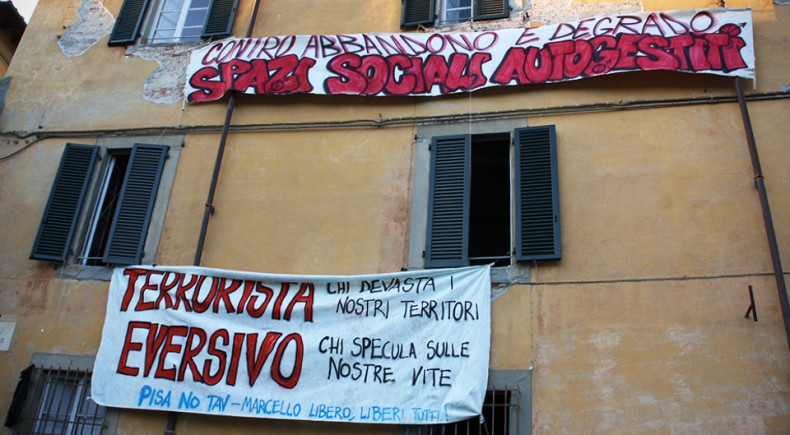 CONTRO ABBANDONO E DEGRADO
SPAZI SOCIALI AUTOGESTITI
TERRORISTA CHI DEVASTA I
NOSTRI TERRITORI
EVERSIVO CHI SPECULA SULLE
NOSTRE VITE
PISA NO TAV - MARCELLO LIBERO, LIBERI TUTTI!